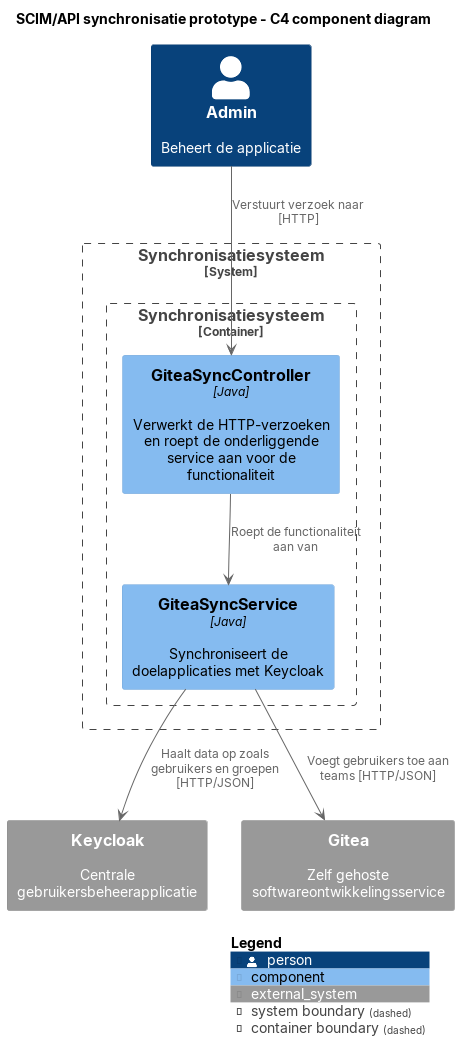 SCIM/API synchronisatie prototype - C4 component diagram
Admin
Beheert de applicatie
Verstuurt verzoek naar
[HTTP]
Synchronisatiesysteem
[System]
Synchronisatiesysteem
[Container]
GiteaSyncController
[Java]
Verwerkt de HTTP-verzoeken
en roept de onderliggende
service aan voor de
functionaliteit
Roept de functionaliteit
aan van
GiteaSyncService
[Java]
Synchroniseert de
doelapplicaties met Keycloak
Haalt data op zoals
gebruikers en groepen
[HTTP/JSON]
Voegt gebruikers toe aan
teams [HTTP/JSON]
Keycloak
Centrale
gebruikersbeheerapplicatie
Gitea
Zelf gehoste
softwareontwikkelingsservice
Legend
person
component
external_system
system boundary (dashed)
container boundary (dashed)